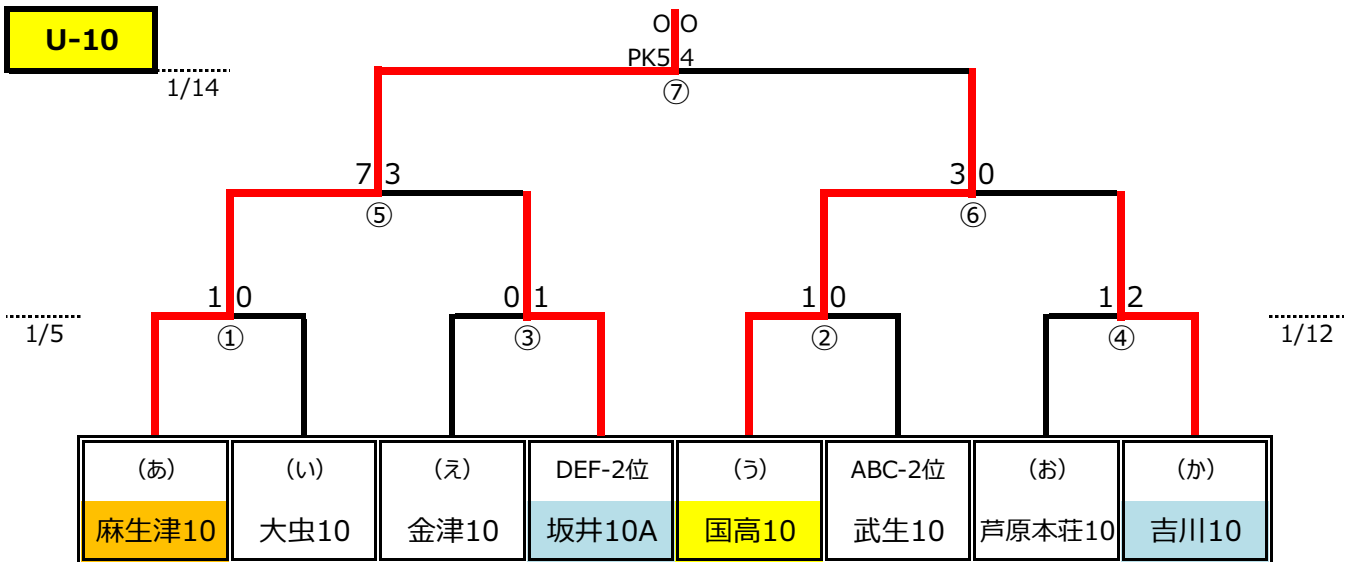 U-10
O O
PK5 4
1/14
⑦
7 3
3 0
⑤
⑥
1 0
0 1
1 0
1 2
1/5
①
③
②
④
1/12
（あ）
（い）
（え）
DEF-2位
（う）
ABC-2位
（お）
（か）
麻生津10
大虫10
金津10
坂井10A
国高10
武生10
芦原本荘10
吉川10